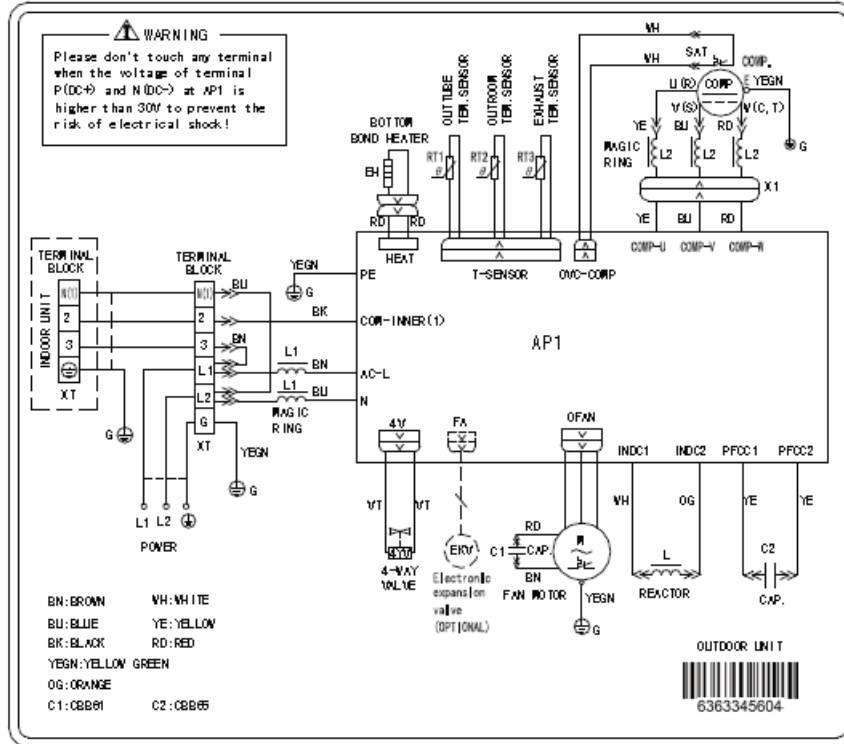 WARNING
Please don't touch any terminal
when the voltage of terminal
P(DC+) and N(DC-) at AP1 is
higher than 30V to prevent the
risk of electrical shock!
WH
WH
SAT
COMP.
U(R)
COMP
E YEGN
V(S)
W(C,T)
YE
BU
RD
G
MAGIC
RING
L2
L2
L2
X1
YE
BU
RD
COMP-U
COMP-V
COMP-W
OUTTUBE
TEM.SENSOR
OUTROOM
TEM.SENSOR
EXHAUST
TEM.SENSOR
RT1
RT2
RT3
θ
θ
θ
BOTTOM
BOND HEATER
EH
RD
RD
HEAT
T-SENSOR
OVC-COMP
YEGN
G
PE
INDOOR UNIT
TERMINAL
BLOCK
N(1)
2
3
XT
G
TERMINAL
BLOCK
N(1)
2
3
L1
L2
G
XT
BU
BK
COM-INNER(1)
BN
L1
BN
AC-L
L1
BU
N
MAGIC
RING
YEGN
G
AP1
L1
L2
POWER
4V
FA
OFAN
INDC1
INDC2
PFCC1
PFCC2
VT
VT
4YV
4-WAY
VALVE
EKV
Electronic
expansion
valve
(OPTIONAL)
RD
C1
CAP.
BN
M
FAN MOTOR
YEGN
G
WH
OG
L
REACTOR
YE
YE
C2
CAP.
BN:BROWN
WH:WHITE
BU:BLUE
YE:YELLOW
BK:BLACK
RD:RED
YEGN:YELLOW GREEN
OG:ORANGE
C1:CBB61
C2:CBB65
OUTDOOR UNIT
6363345604